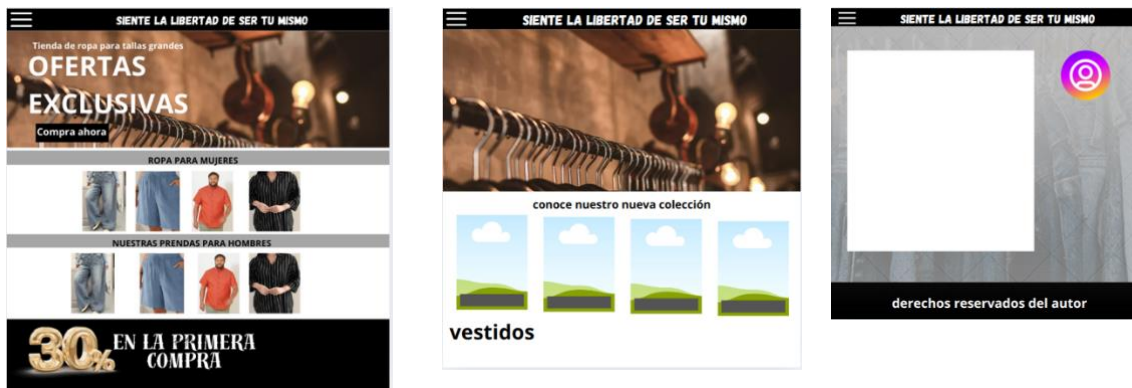 SIENTE LA LIBERTAD DE SER TU MISMO
Tienda de ropa para tallas grandes
OFERTAS
EXCLUSIVAS
Compra ahora
ROPA PARA MUJERES
NUESTRAS PRENDAS PARA HOMBRES
30%
EN LA PRIMERA
COMPRA
SIENTE LA LIBERTAD DE SER TU MISMO
conoce nuestro nueva colección
vestidos
SIENTE LA LIBERTAD DE SER TU MISMO
derechos reservados del autor